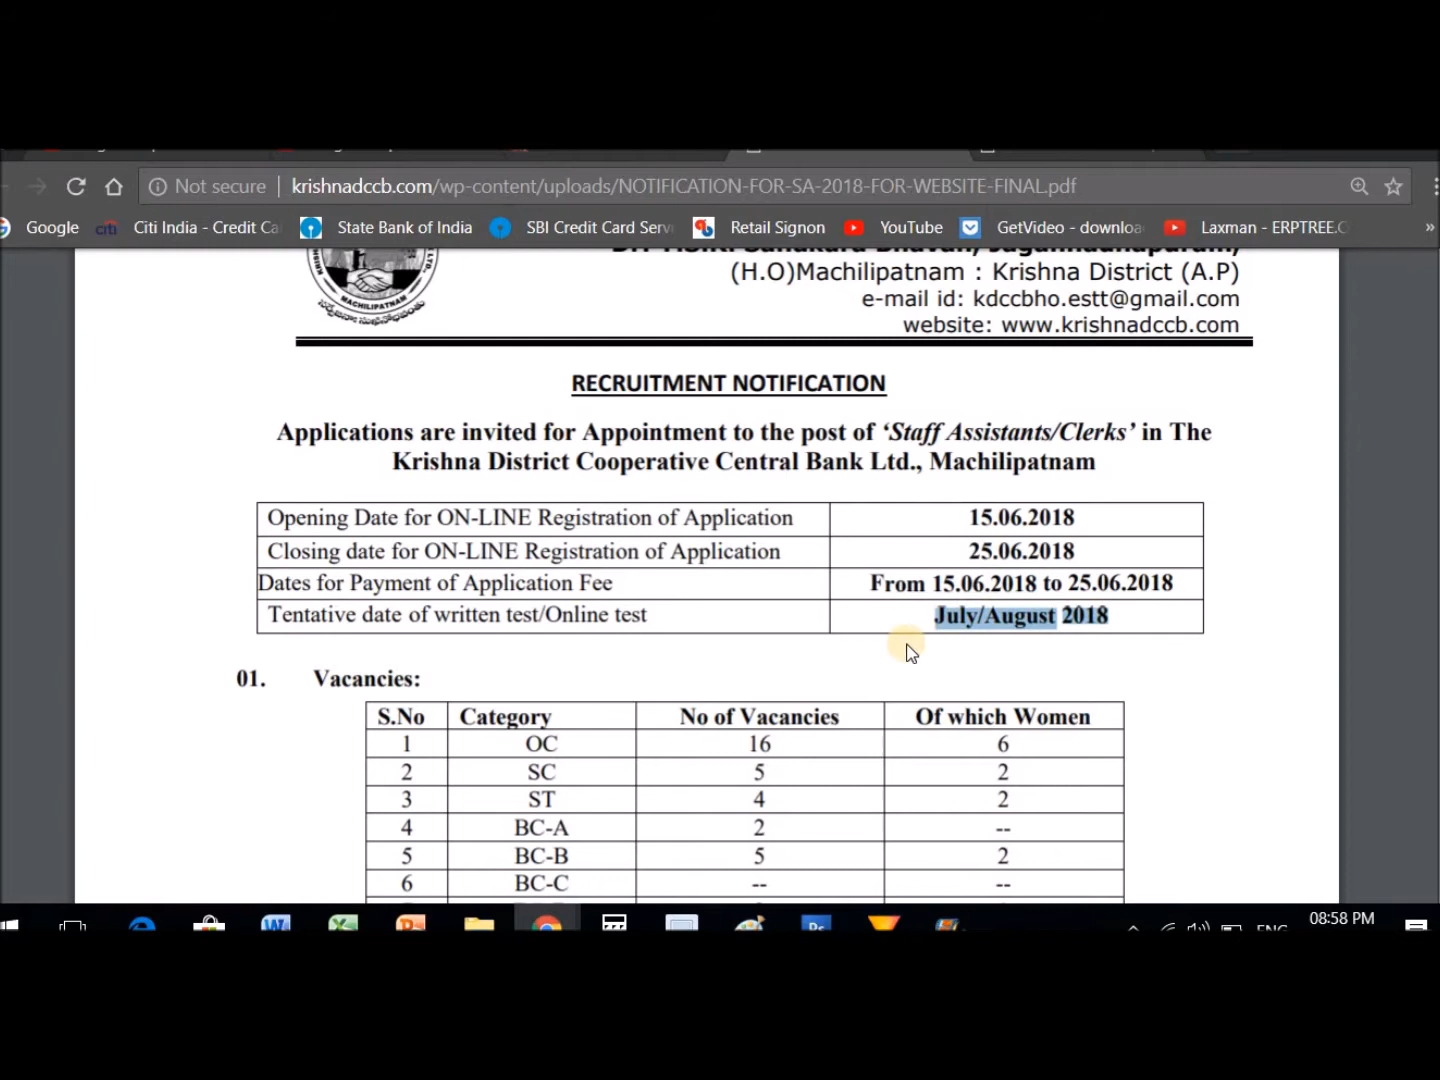 Not secure krishnadccb.com/wp-content/uploads/NOTIFICATION-FOR-SA-2018-FOR-WEBSITE-FINAL.pdf
Google Citi India - Credit Ca State Bank of India SBI Credit Card Serv Retail Signon YouTube GetVideo - downloa Laxman - ERPTREE.C »
(H.O)Machilipatnam : Krishna District (A.P)
e-mail id: kdccbho.estt@gmail.com
website: www.krishnadccb.com
MACHILIPATNAM
RECRUITMENT NOTIFICATION
Applications are invited for Appointment to the post of ‘Staff Assistants/Clerks’ in The
Krishna District Cooperative Central Bank Ltd., Machilipatnam
Opening Date for ON-LINE Registration of Application 15.06.2018
Closing date for ON-LINE Registration of Application 25.06.2018
Dates for Payment of Application Fee From 15.06.2018 to 25.06.2018
Tentative date of written test/Online test July/August 2018
01. Vacancies:
S.No Category No of Vacancies Of which Women
1 OC 16 6
2 SC 5 2
3 ST 4 2
4 BC-A 2 --
5 BC-B 5 2
6 BC-C -- --
08:58 PM
ENG